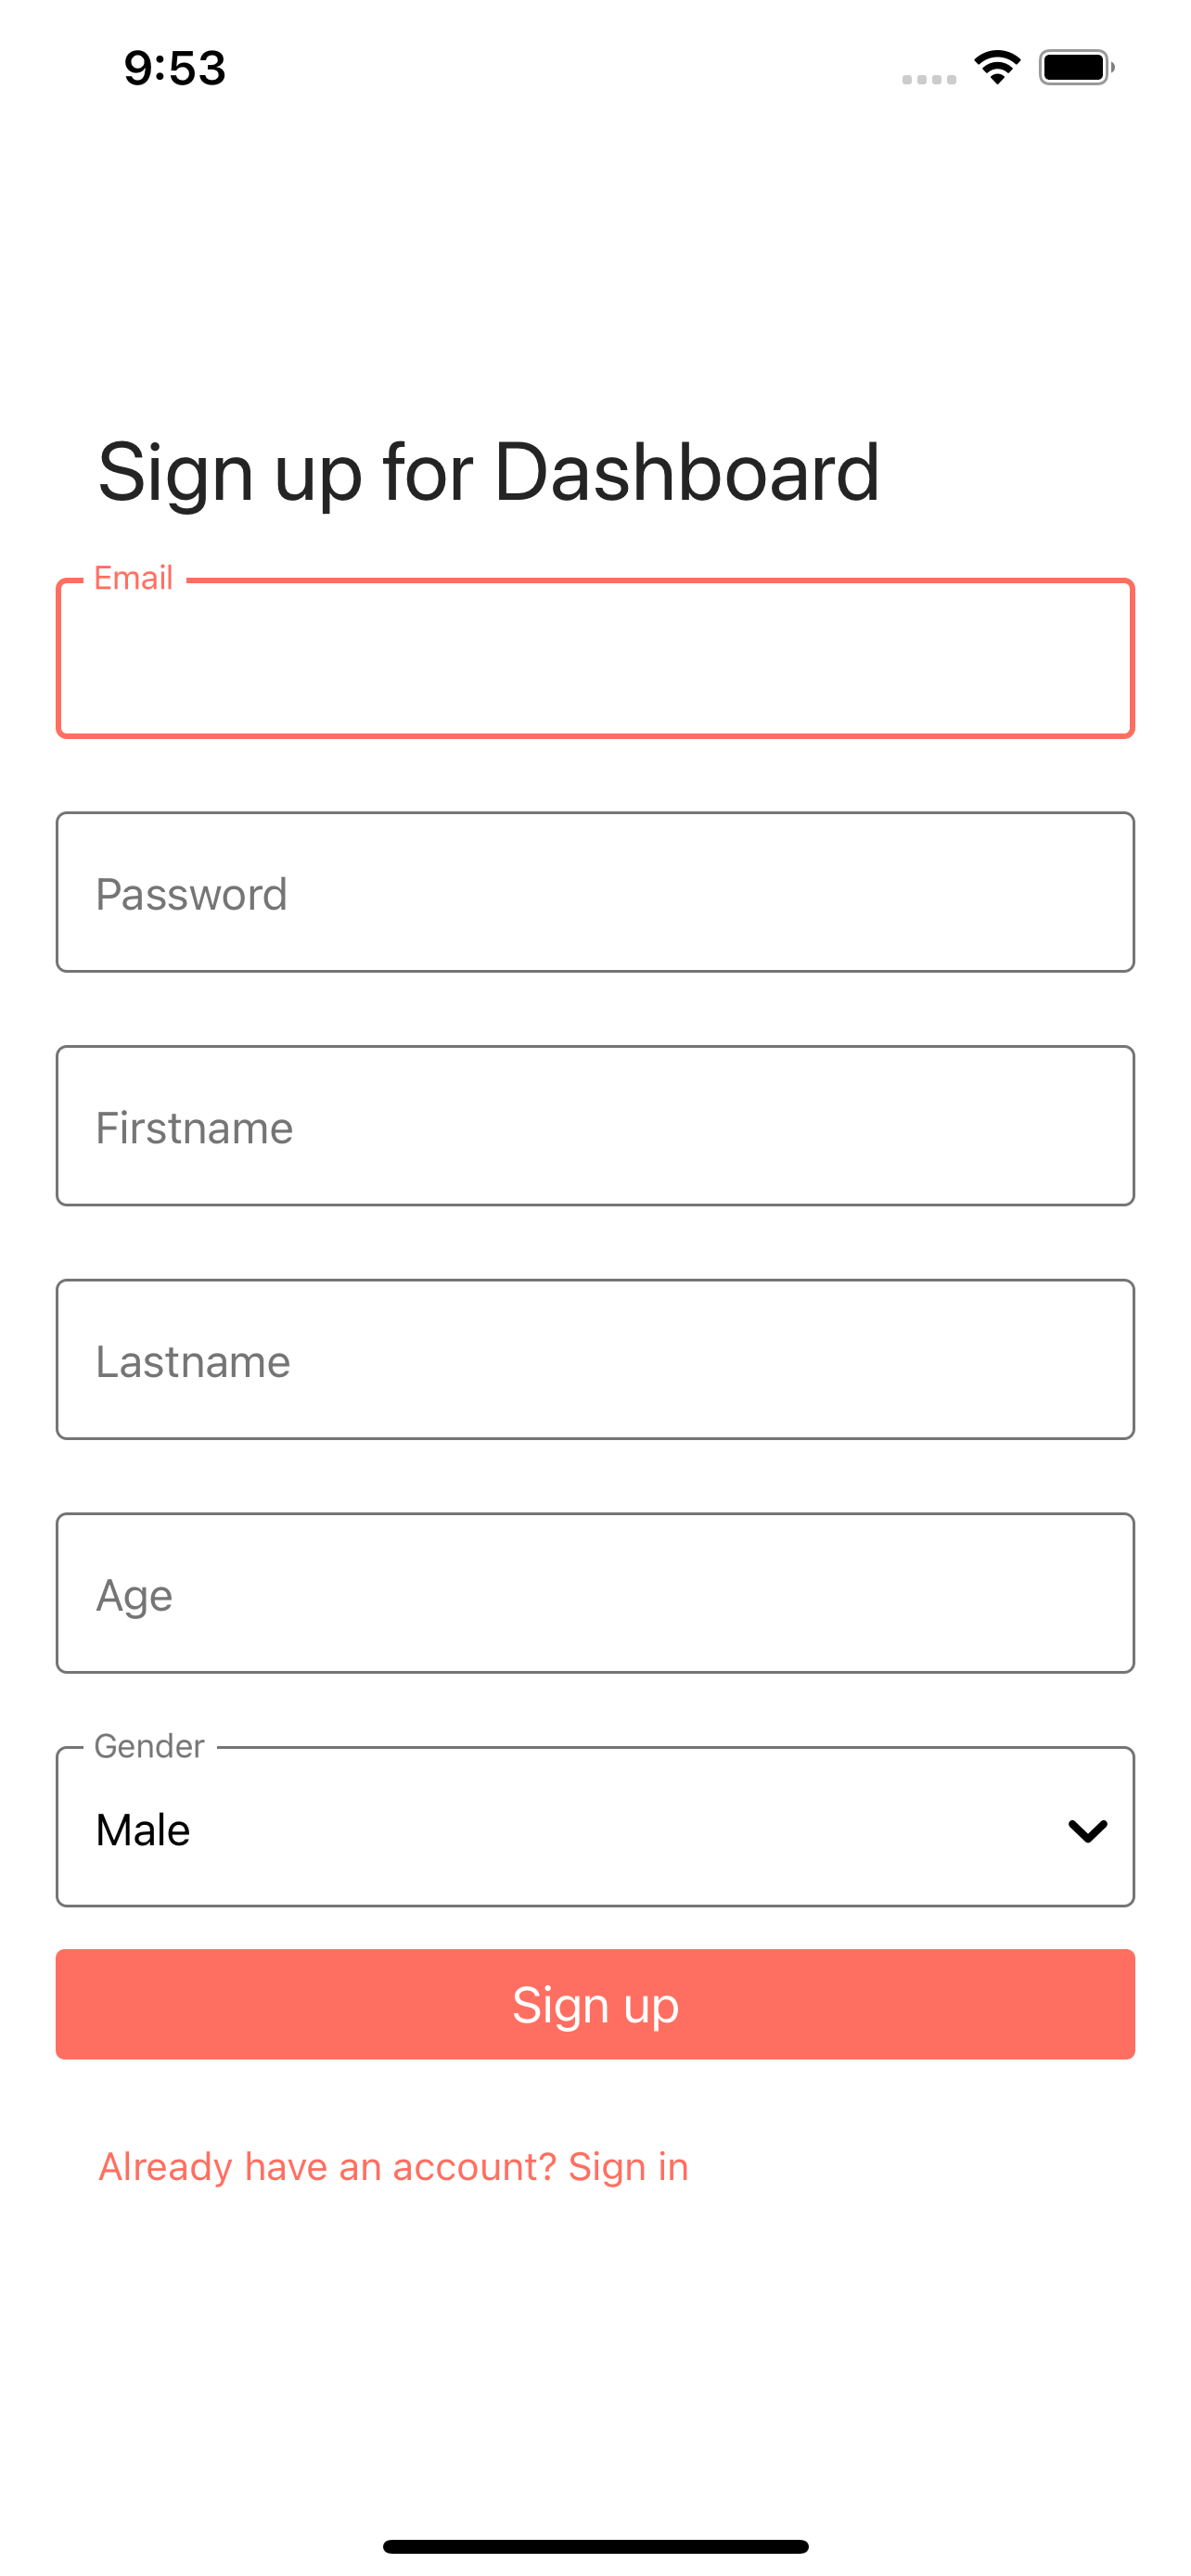 9:53
Sign up for Dashboard
Email
Password
Firstname
Lastname
Age
Gender
Male
Sign up
Already have an account? Sign in